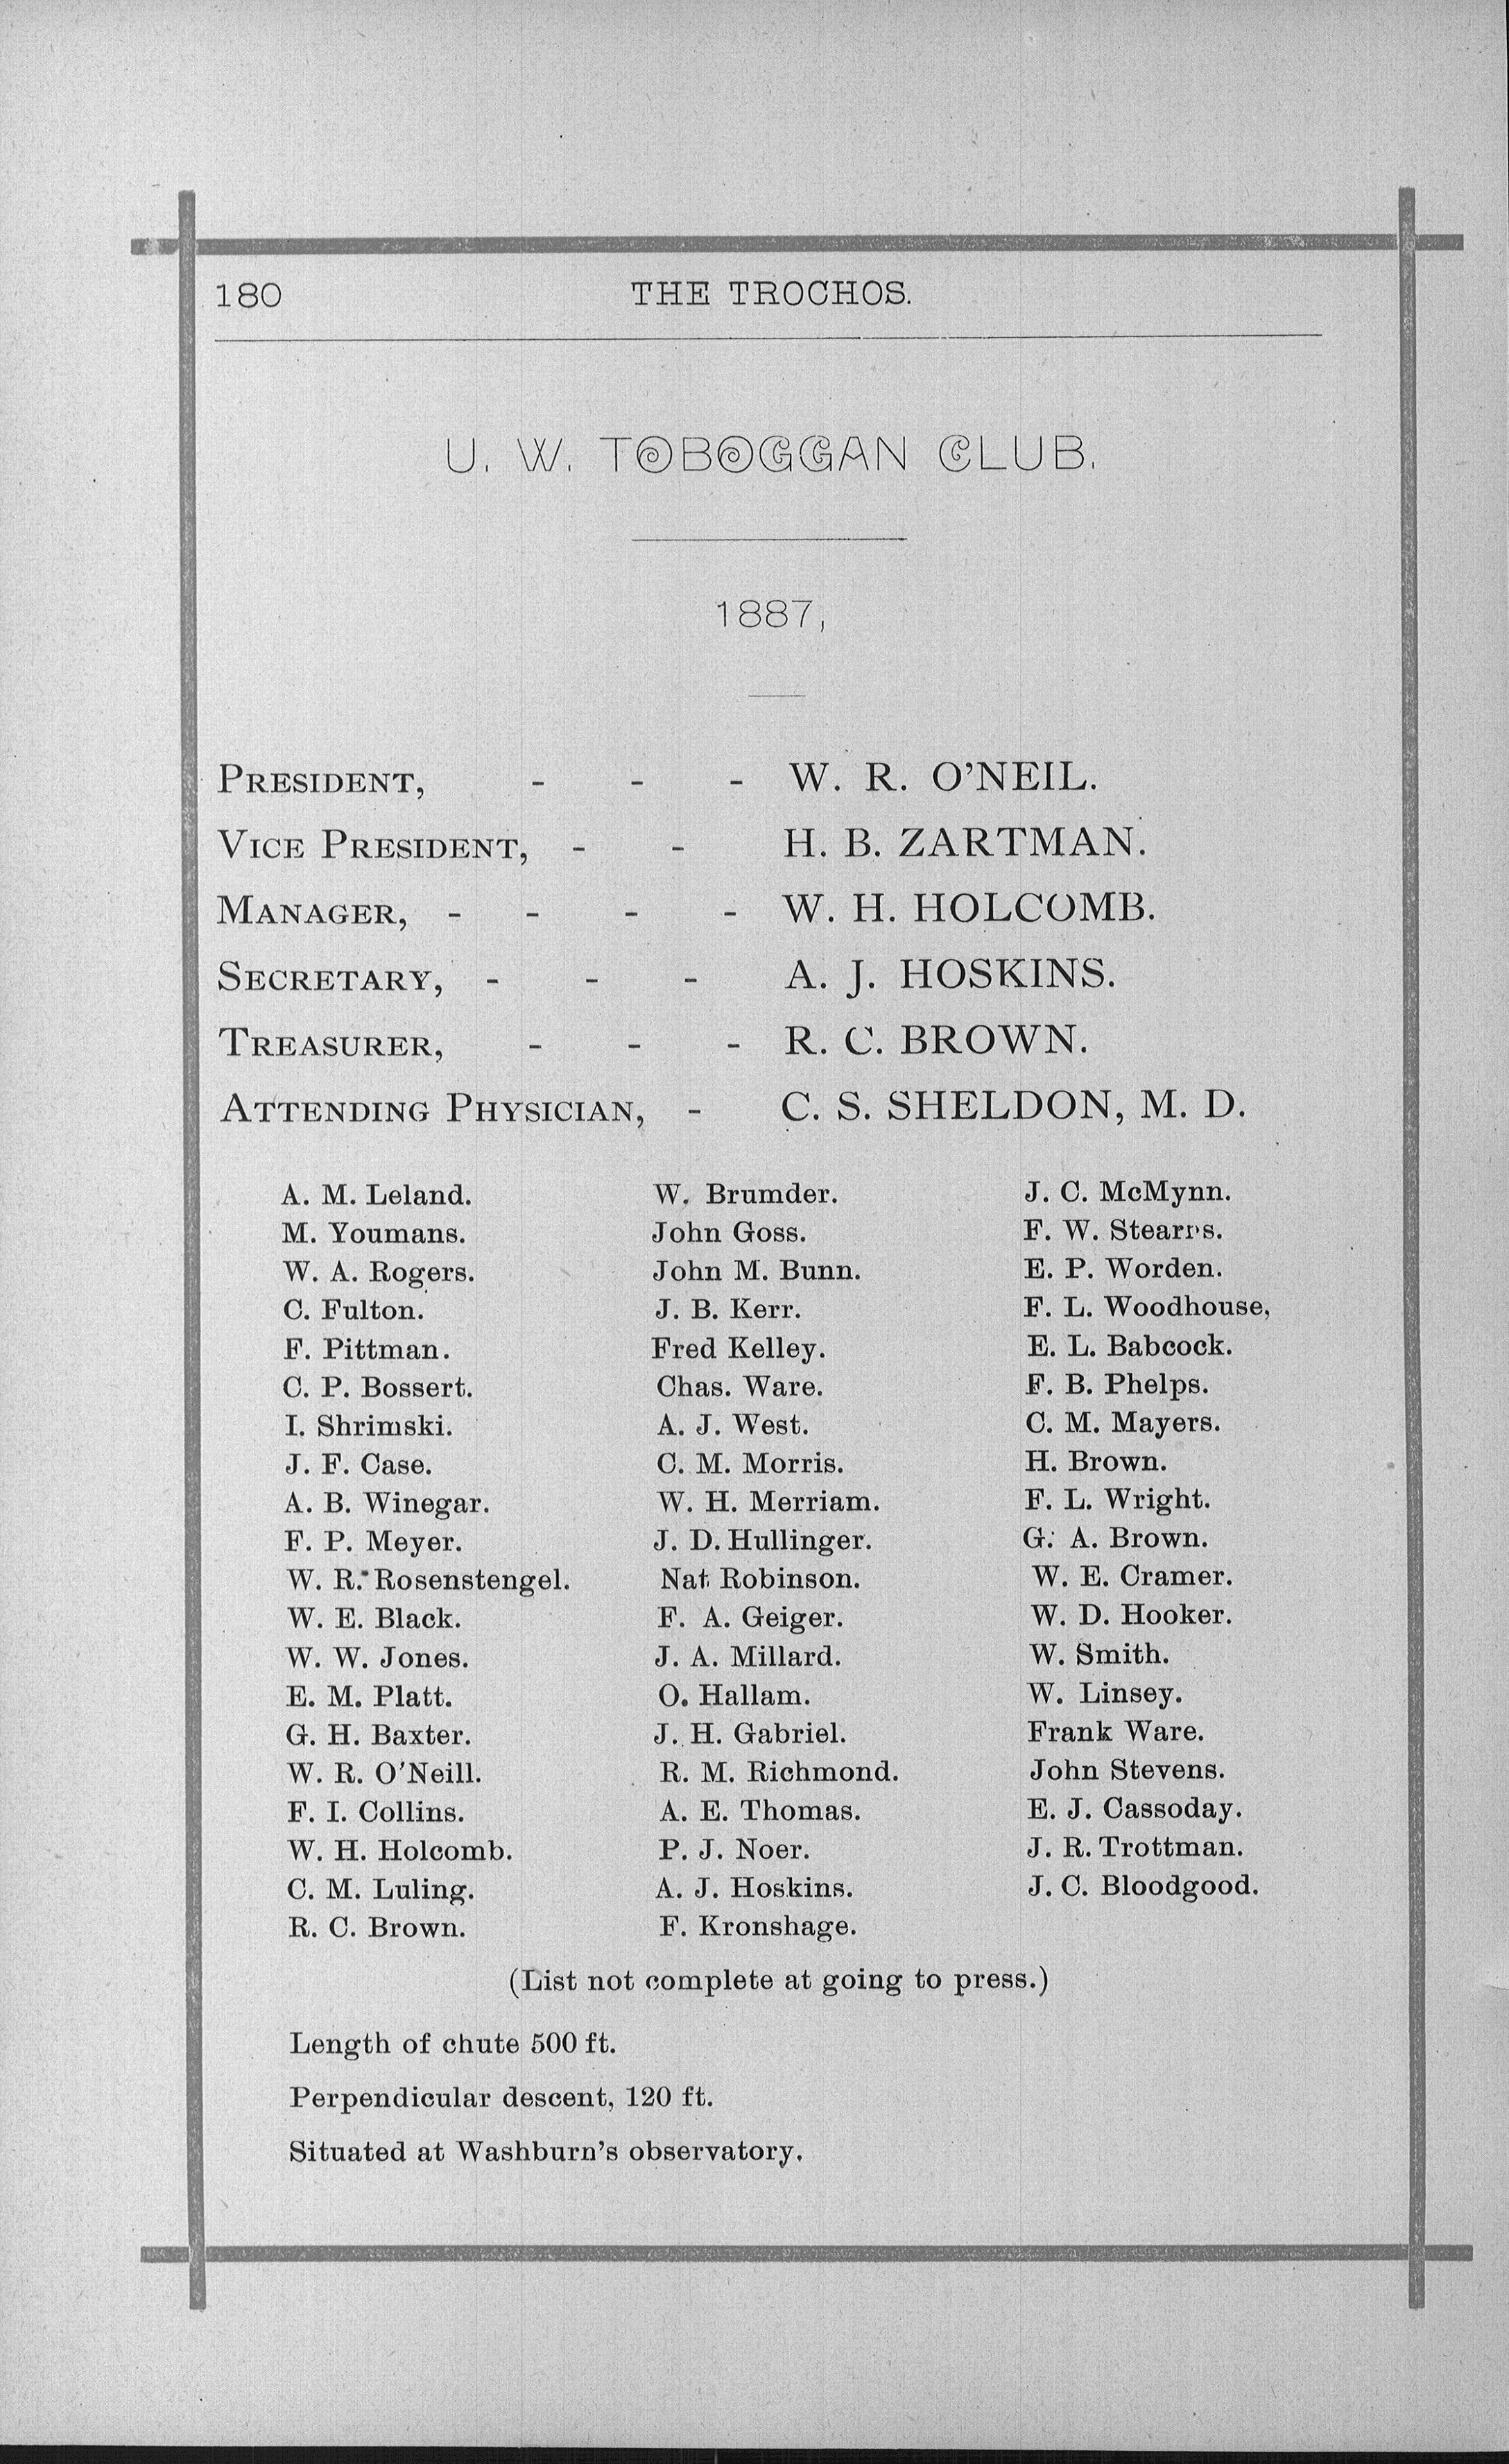 180 THE TROCHOS.
U. W. TOBOGGAN CLUB.
1887,
PRESIDENT, - - - W. R. O'NEIL.
VICE PRESIDENT, - - H. B. ZARTMAN.
MANAGER, - - - - W. H. HOLCOMB.
SECRETARY, - - - A. J. HOSKINS.
TREASURER, - - - R. C. BROWN.
ATTENDING PHYSICIAN, - C. S. SHELDON, M. D.
A. M. Leland.
M. Youmans.
W. A. Rogers.
C. Fulton.
F. Pittman.
C. P. Bossert.
I. Shrimski.
J. F. Case.
A. B. Winegar.
F. P. Meyer.
W. R. Rosenstengel.
W. E. Black.
W. W. Jones.
E. M. Platt.
G. H. Baxter.
W. R. O'Neill.
F. I. Collins.
W. H. Holcomb.
C. M. Luling.
R. C. Brown.
W. Brumder.
John Goss.
John M. Bunn.
J. B. Kerr.
Fred Kelley.
Chas. Ware.
A. J. West.
C. M. Morris.
W. H. Merriam.
J. D. Hullinger.
Nat Robinson.
F. A. Geiger.
J. A. Millard.
O. Hallam.
J. H. Gabriel.
R. M. Richmond.
A. E. Thomas.
P. J. Noer.
A. J. Hoskins.
F. Kronshage.
J. C. McMynn.
F. W. Stearns.
E. P. Worden.
F. L. Woodhouse,
E. L. Babcock.
F. B. Phelps.
C. M. Mayers.
H. Brown.
F. L. Wright.
G. A. Brown.
W. E. Cramer.
W. D. Hooker.
W. Smith.
W. Linsey.
Frank Ware.
John Stevens.
E. J. Cassoday.
J. R. Trottman.
J. C. Bloodgood.
(List not complete at going to press.)
Length of chute 500 ft.
Perpendicular descent, 120 ft.
Situated at Washburn's observatory.